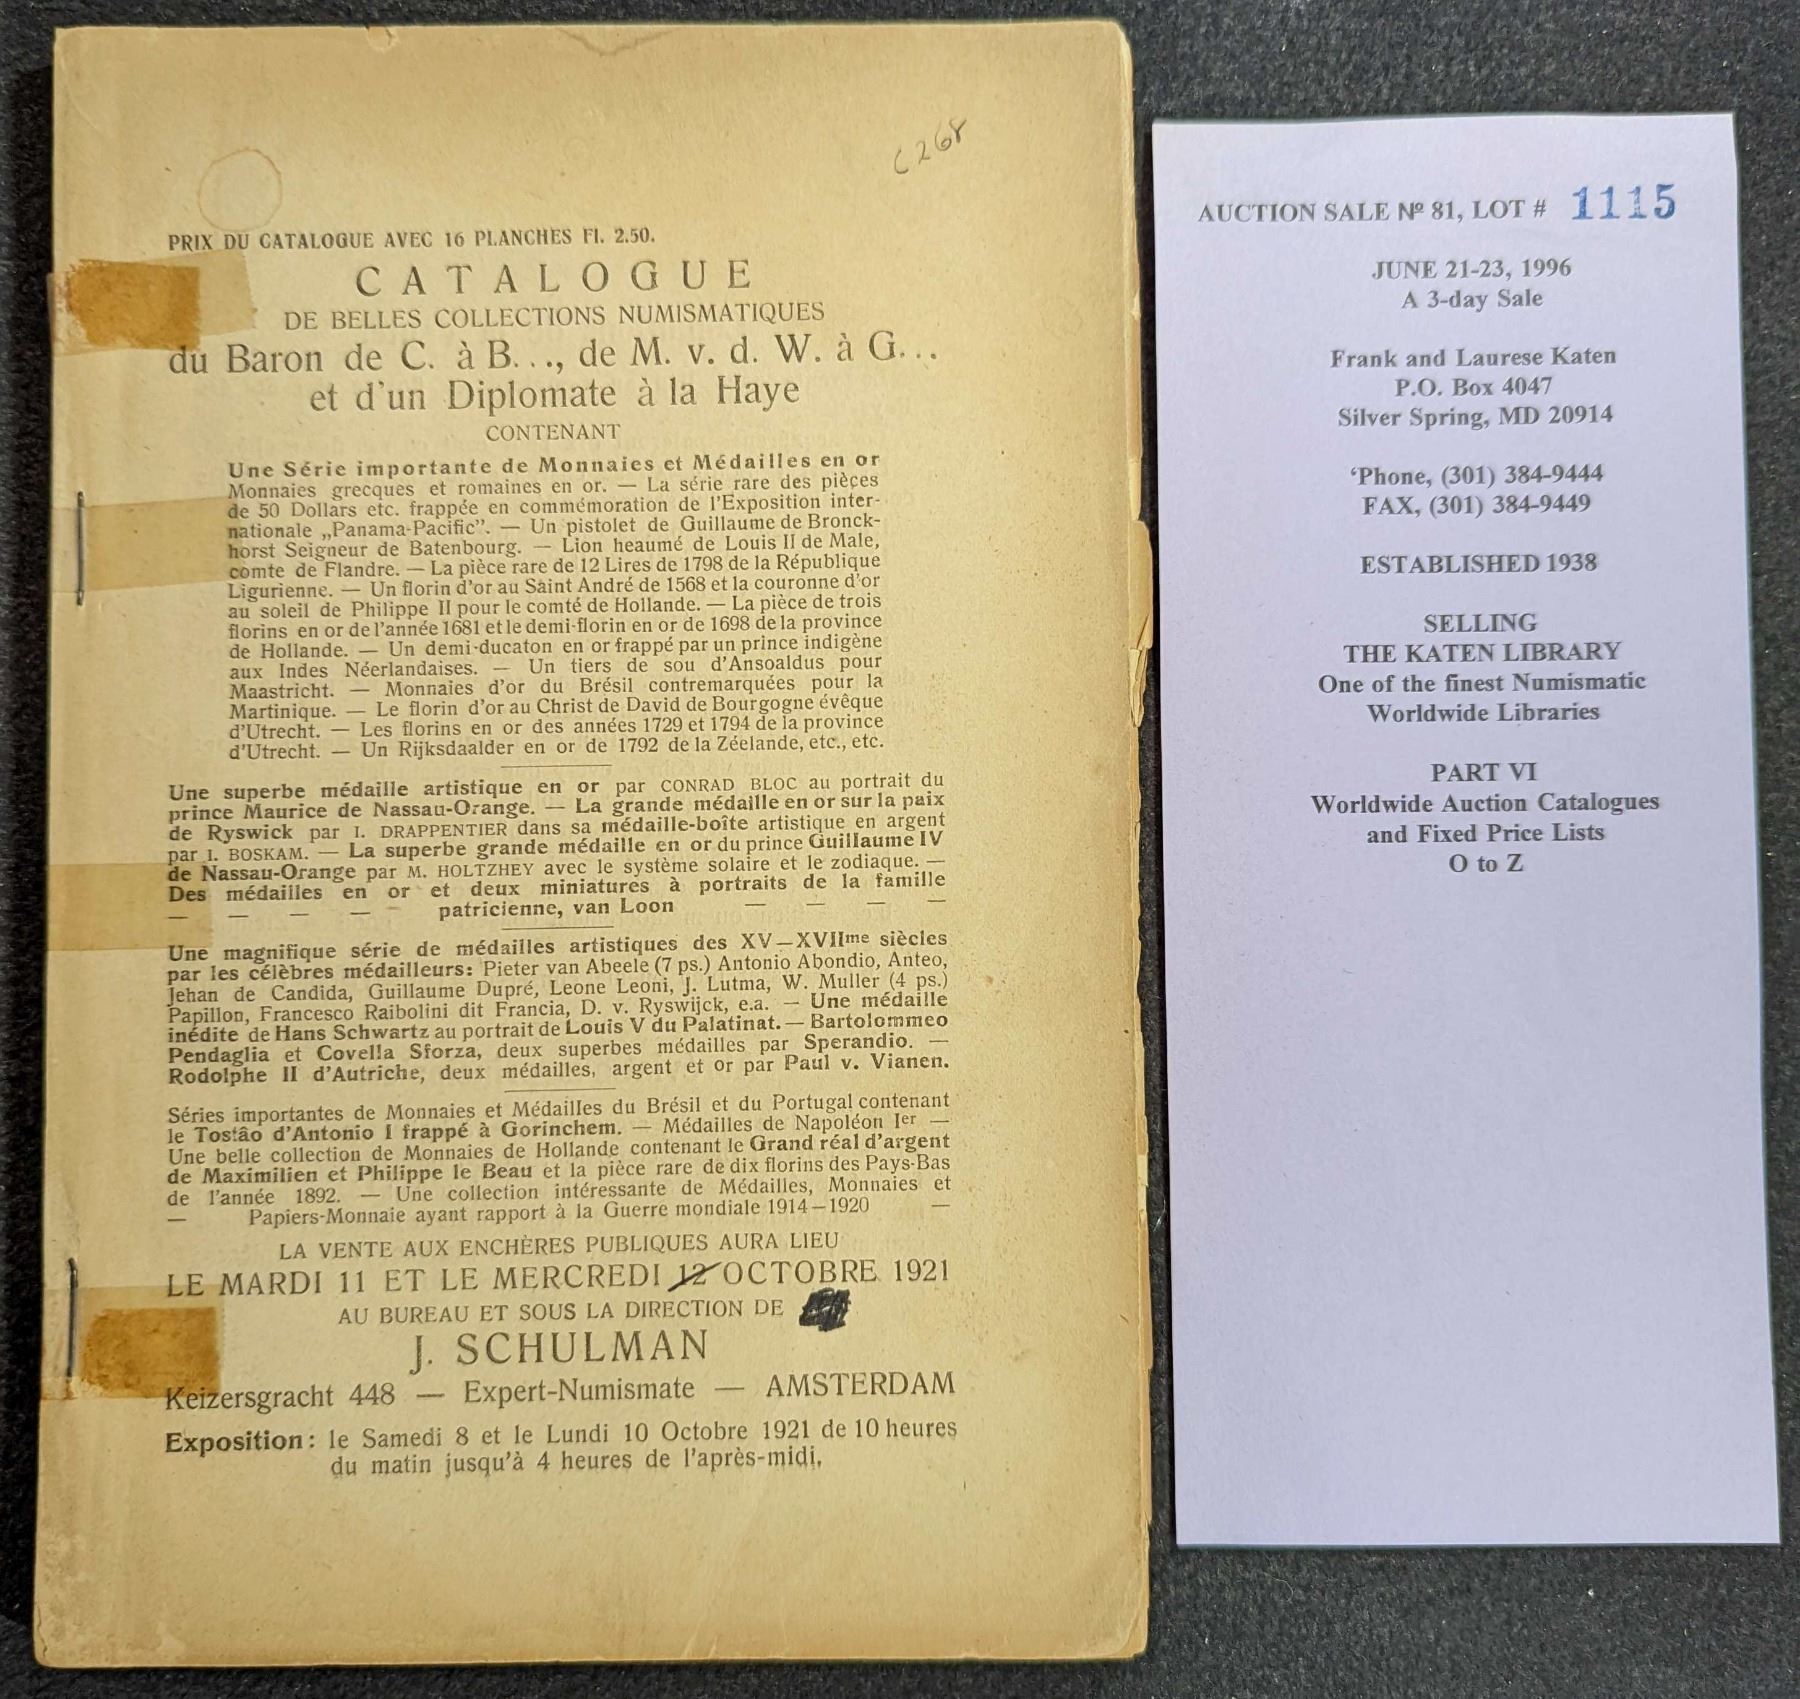 C 268
PRIX DU CATALOGUE AVEC 16 PLANCHES Fl. 2.50.
CATALOGUE
DE BELLES COLLECTIONS NUMISMATIQUES
du Baron de C. à B. . ., de M. v. d. W. à G. . .
et d'un Diplomate à la Haye
CONTENANT
Une Série importante de Monnaies et Médailles en or
Monnaies grecques et romaines en or. — La série rare des pièces
de 50 Dollars etc. frappée en commémoration de l'Exposition inter-
nationale „Panama-Pacific”. — Un pistolet de Guillaume de Bronck-
horst Seigneur de Batenbourg. — Lion heaumé de Louis II de Male,
comte de Flandre. — La pièce rare de 12 Lires de 1798 de la République
Ligurienne. — Un florin d'or au Saint André de 1568 et la couronne d'or
au soleil de Philippe II pour le comté de Hollande. — La pièce de trois
florins en or de l'année 1681 et le demi-florin en or de 1698 de la province
de Hollande. — Un demi-ducaton en or frappé par un prince indigène
aux Indes Néerlandaises. — Un tiers de sou d'Ansoaldus pour
Maastricht. — Monnaies d'or du Brésil contremarquées pour la
Martinique. — Le florin d'or au Christ de David de Bourgogne évêque
d'Utrecht. — Les florins en or des années 1729 et 1794 de la province
d'Utrecht. — Un Rijksdaalder en or de 1792 de la Zéelande, etc., etc.
Une superbe médaille artistique en or par CONRAD BLOC au portrait du
prince Maurice de Nassau-Orange. — La grande médaille en or sur la paix
de Ryswick par I. DRAPPENTIER dans sa médaille-boîte artistique en argent
par I. BOSKAM. — La superbe grande médaille en or du prince Guillaume IV
de Nassau-Orange par M. HOLTZHEY avec le système solaire et le zodiaque. —
Des médailles en or et deux miniatures à portraits de la famille
— — — — patricienne, van Loon — — — —
Une magnifique série de médailles artistiques des XV—XVIIme siècles
par les célèbres médailleurs: Pieter van Abeele (7 ps.) Antonio Abondio, Anteo,
Jehan de Candida, Guillaume Dupré, Leone Leoni, J. Lutma, W. Muller (4 ps.)
Papillon, Francesco Raibolini dit Francia, D. v. Ryswijck, e.a. — Une médaille
inédite de Hans Schwartz au portrait de Louis V du Palatinat. — Bartolommeo
Pendaglia et Covella Sforza, deux superbes médailles par Sperandio. —
Rodolphe II d'Autriche, deux médailles, argent et or par Paul v. Vianen.
Séries importantes de Monnaies et Médailles du Brésil et du Portugal contenant
le Tostâo d'Antonio I frappé à Gorinchem. — Médailles de Napoléon Ier —
Une belle collection de Monnaies de Hollande contenant le Grand réal d'argent
de Maximilien et Philippe le Beau et la pièce rare de dix florins des Pays-Bas
de l'année 1892. — Une collection intéressante de Médailles, Monnaies et
— Papiers-Monnaie ayant rapport à la Guerre mondiale 1914—1920 —
LA VENTE AUX ENCHÈRES PUBLIQUES AURA LIEU
LE MARDI 11 ET LE MERCREDI 12 OCTOBRE 1921
AU BUREAU ET SOUS LA DIRECTION DE
J. SCHULMAN
Keizersgracht 448 — Expert-Numismate — AMSTERDAM
Exposition: le Samedi 8 et le Lundi 10 Octobre 1921 de 10 heures
du matin jusqu'à 4 heures de l'après-midi.
AUCTION SALE Nº 81, LOT # 1115
JUNE 21-23, 1996
A 3-day Sale
Frank and Laurese Katen
P.O. Box 4047
Silver Spring, MD 20914
‘Phone, (301) 384-9444
FAX, (301) 384-9449
ESTABLISHED 1938
SELLING
THE KATEN LIBRARY
One of the finest Numismatic
Worldwide Libraries
PART VI
Worldwide Auction Catalogues
and Fixed Price Lists
O to Z